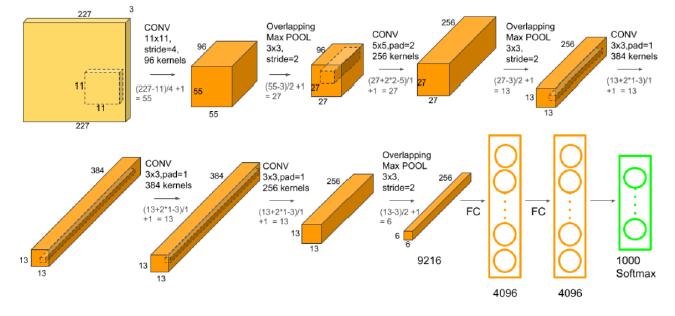 227
3
11
11
227
CONV
11x11,
stride=4,
96 kernels
(227-11)/4 +1
= 55
96
55
55
Overlapping
Max POOL
3x3,
stride=2
(55-3)/2 +1
= 27
96
27
27
CONV
5x5,pad=2
256 kernels
(27+2*2-5)/1
+1 = 27
256
27
27
Overlapping
Max POOL
3x3,
stride=2
(27-3)/2 +1
= 13
256
13
13
CONV
3x3,pad=1
384 kernels
(13+2*1-3)/1
+1 = 13
384
13
13
CONV
3x3,pad=1
384 kernels
(13+2*1-3)/1
+1 = 13
384
13
13
CONV
3x3,pad=1
256 kernels
(13+2*1-3)/1
+1 = 13
256
13
13
Overlapping
Max POOL
3x3,
stride=2
(13-3)/2 +1
= 6
256
6
6
9216
FC
4096
FC
4096
1000
Softmax